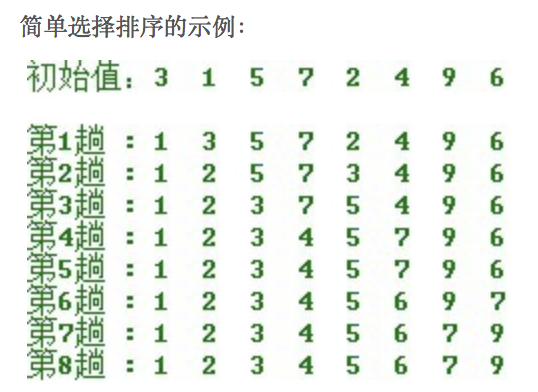 简单选择排序的示例：
初始值：3 1 5 7 2 4 9 6
第1趟 : 1 3 5 7 2 4 9 6
第2趟 : 1 2 5 7 3 4 9 6
第3趟 : 1 2 3 7 5 4 9 6
第4趟 : 1 2 3 4 5 7 9 6
第5趟 : 1 2 3 4 5 7 9 6
第6趟 : 1 2 3 4 5 6 9 7
第7趟 : 1 2 3 4 5 6 7 9
第8趟 : 1 2 3 4 5 6 7 9